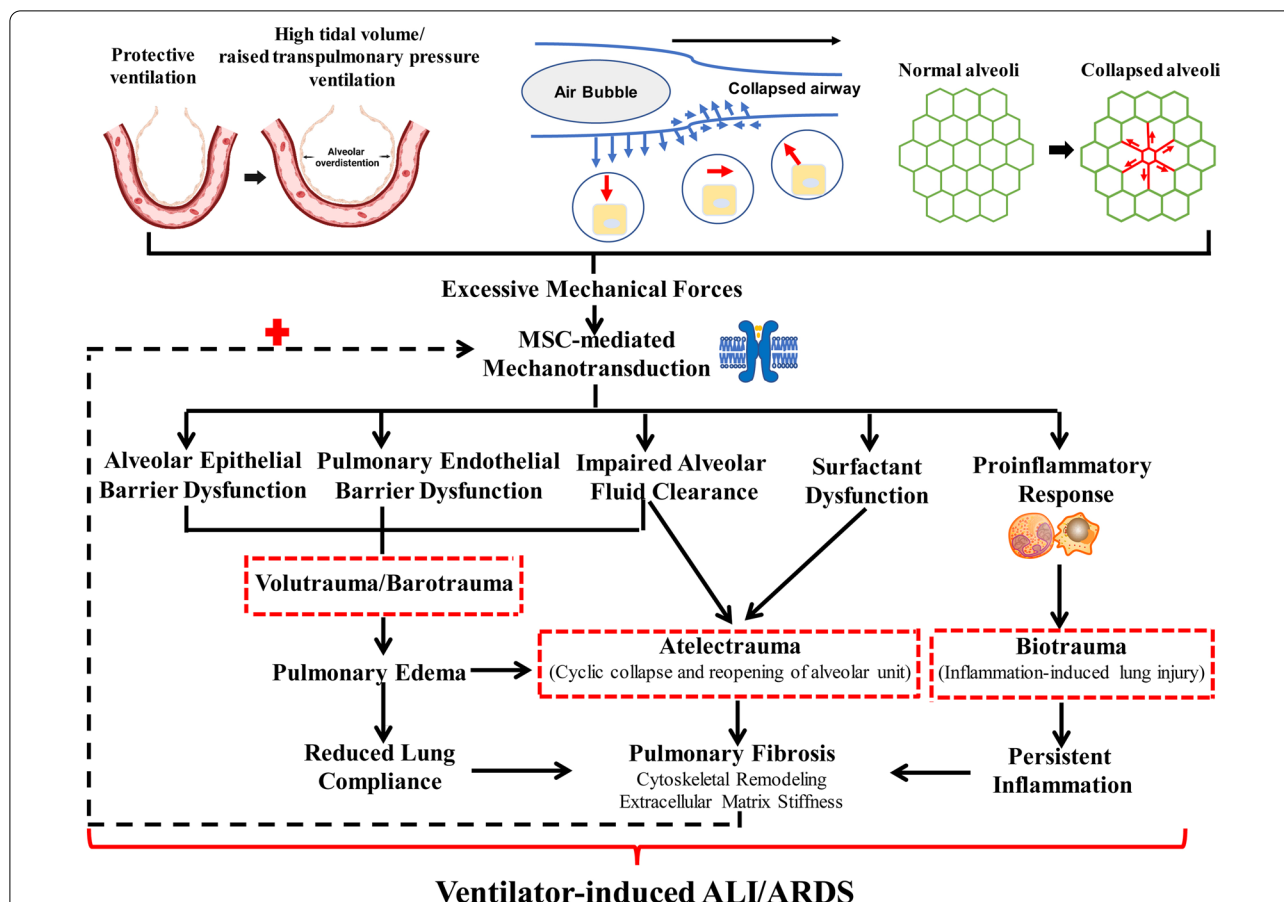 Protective
ventilation
High tidal volume/
raised transpulmonary pressure
ventilation
Alveolar
overdistention
Air Bubble
Collapsed airway
Normal alveoli
Collapsed alveoli
Excessive Mechanical Forces
MSC-mediated
Mechanotransduction
Alveolar Epithelial
Barrier Dysfunction
Pulmonary Endothelial
Barrier Dysfunction
Impaired Alveolar
Fluid Clearance
Surfactant
Dysfunction
Proinflammatory
Response
Volutrauma/Barotrauma
Pulmonary Edema
Atelectrauma
(Cyclic collapse and reopening of alveolar unit)
Biotrauma
(Inflammation-induced lung injury)
Reduced Lung
Compliance
Pulmonary Fibrosis
Cytoskeletal Remodeling
Extracellular Matrix Stiffness
Persistent
Inflammation
Ventilator-induced ALI/ARDS